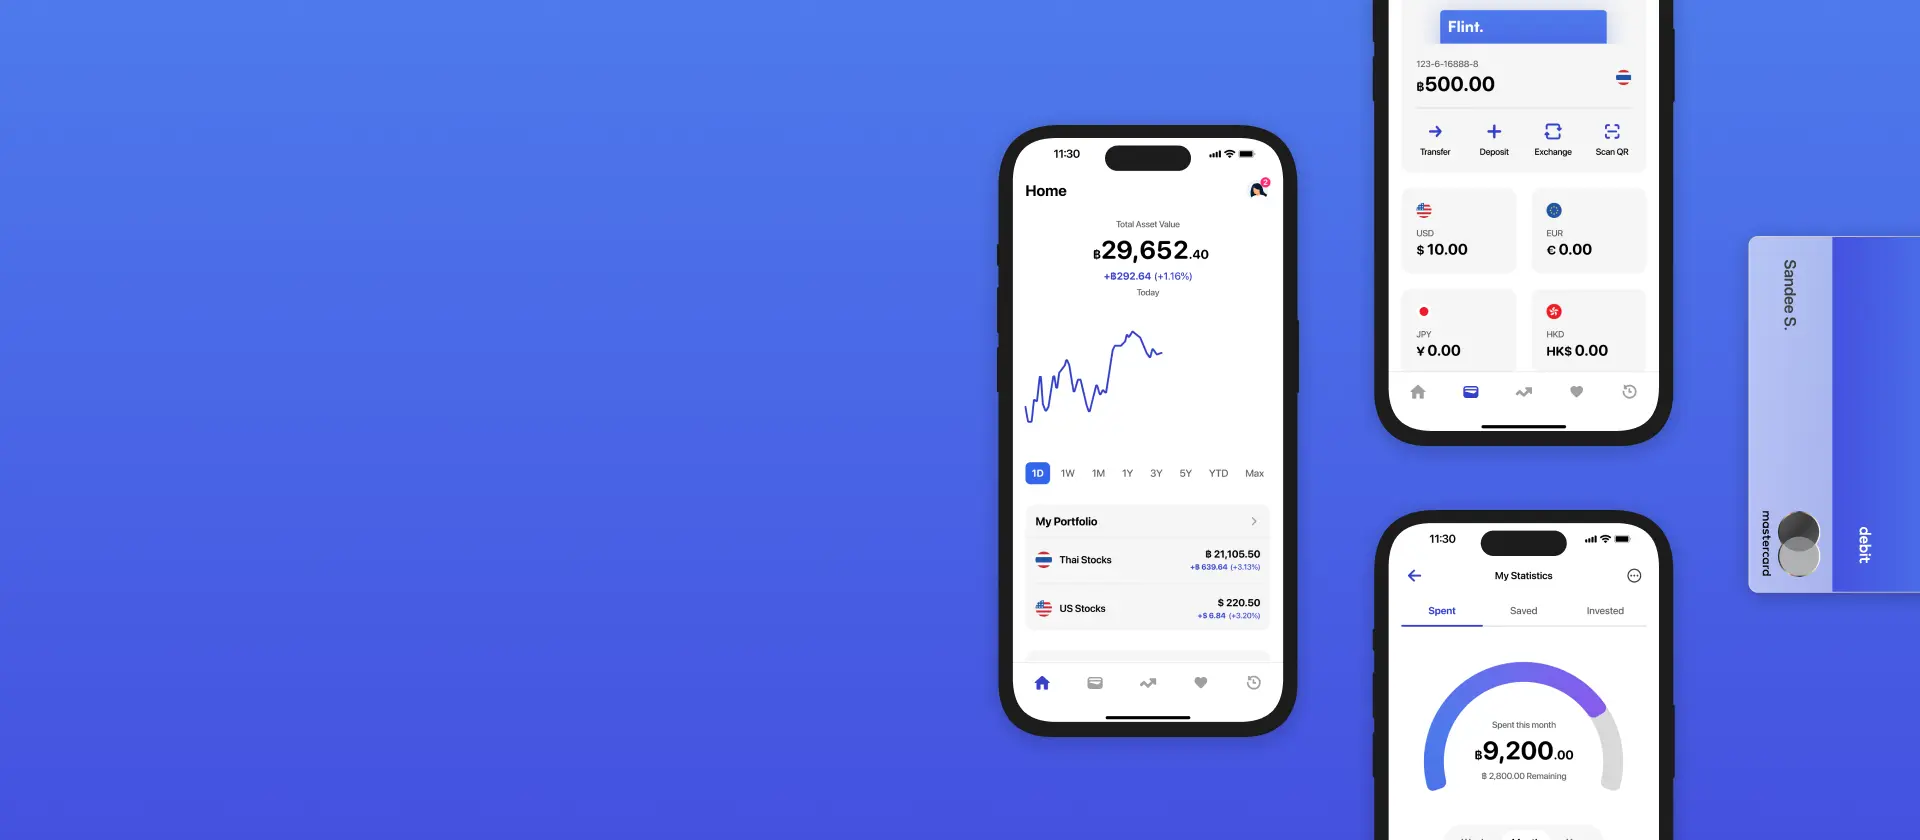 11:30
Home
2
Total Asset Value
฿29,652.40
+฿292.64 (+1.16%)
Today
1D 1W 1M 1Y 3Y 5Y YTD Max
My Portfolio
Thai Stocks ฿ 21,105.50
+฿ 639.64 (+3.13%)
US Stocks $ 220.50
+$ 6.84 (+3.20%)
Flint.
123-6-16888-8
฿500.00
Transfer Deposit Exchange Scan QR
USD
$ 10.00
EUR
€ 0.00
JPY
¥ 0.00
HKD
HK$ 0.00
11:30
My Statistics
Spent Saved Invested
Spent this month
฿9,200.00
฿ 2,800.00 Remaining
Sandee S.
mastercard
debit